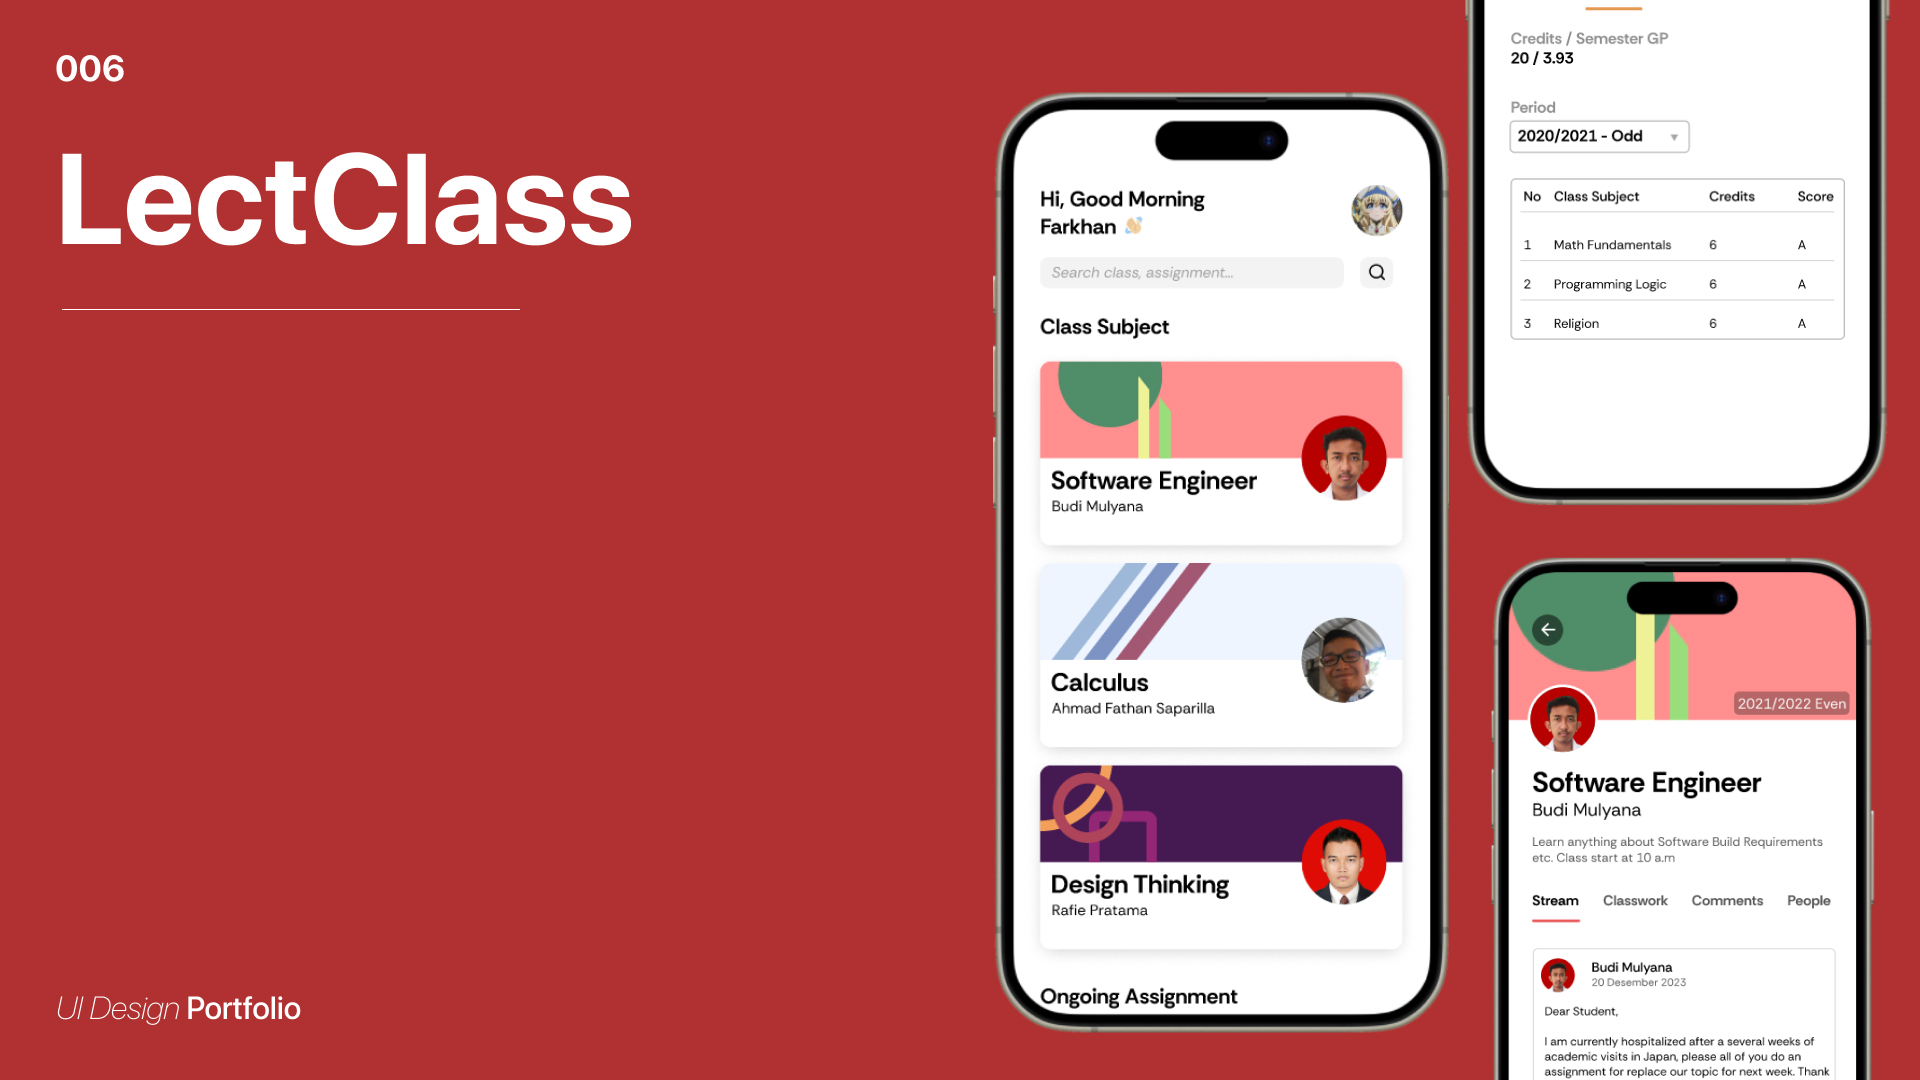 006
LectClass
UI Design Portfolio
Hi, Good Morning
Farkhan
Search class, assignment...
Class Subject
Software Engineer
Budi Mulyana
Calculus
Ahmad Fathan Saparilla
Design Thinking
Rafie Pratama
Ongoing Assignment
Credits / Semester GP
20 / 3.93
Period
2020/2021 - Odd
No Class Subject Credits Score
1 Math Fundamentals 6 A
2 Programming Logic 6 A
3 Religion 6 A
2021/2022 Even
Software Engineer
Budi Mulyana
Learn anything about Software Build Requirements
etc. Class start at 10 a.m
Stream Classwork Comments People
Budi Mulyana
20 Desember 2023
Dear Student,
I am currently hospitalized after a several weeks of
academic visits in Japan, please all of you do an
assignment for replace our topic for next week. Thank